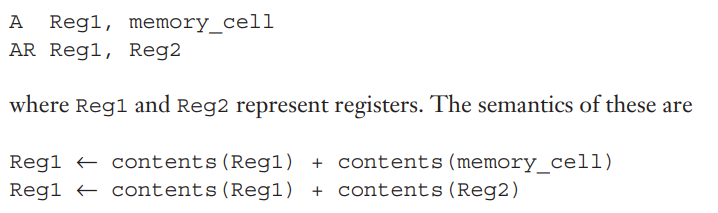 A  Reg1, memory_cell
AR Reg1, Reg2
where Reg1 and Reg2 represent registers. The semantics of these are
Reg1 ← contents(Reg1) + contents(memory_cell)
Reg1 ← contents(Reg1) + contents(Reg2)